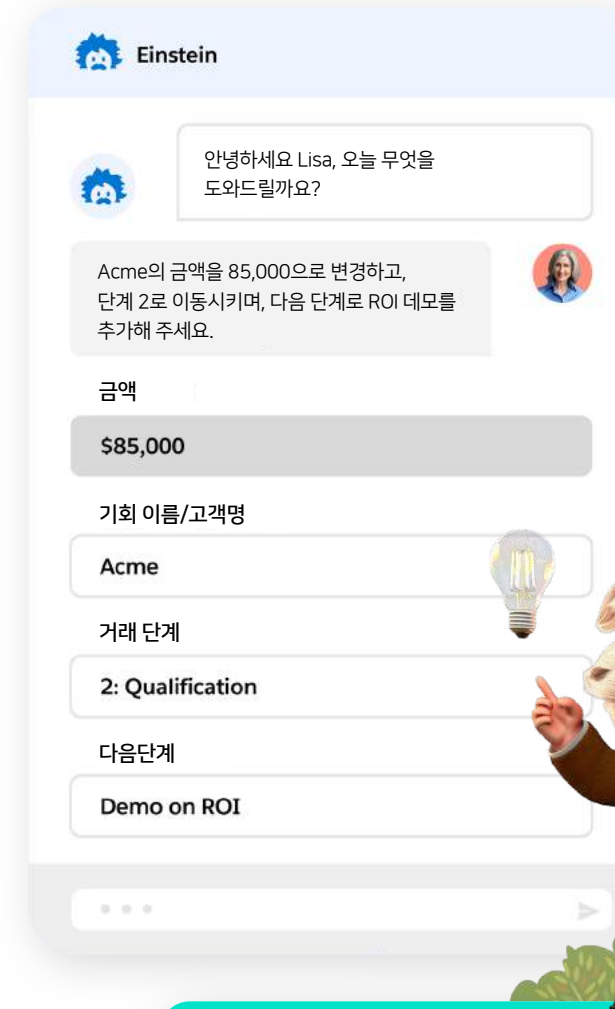 Einstein
안녕하세요 Lisa, 오늘 무엇을
도와드릴까요?
Acme의 금액을 85,000으로 변경하고,
단계 2로 이동시키며, 다음 단계로 ROI 데모를
추가해 주세요.
금액
$85,000
기회 이름/고객명
Acme
거래 단계
2: Qualification
다음단계
Demo on ROI